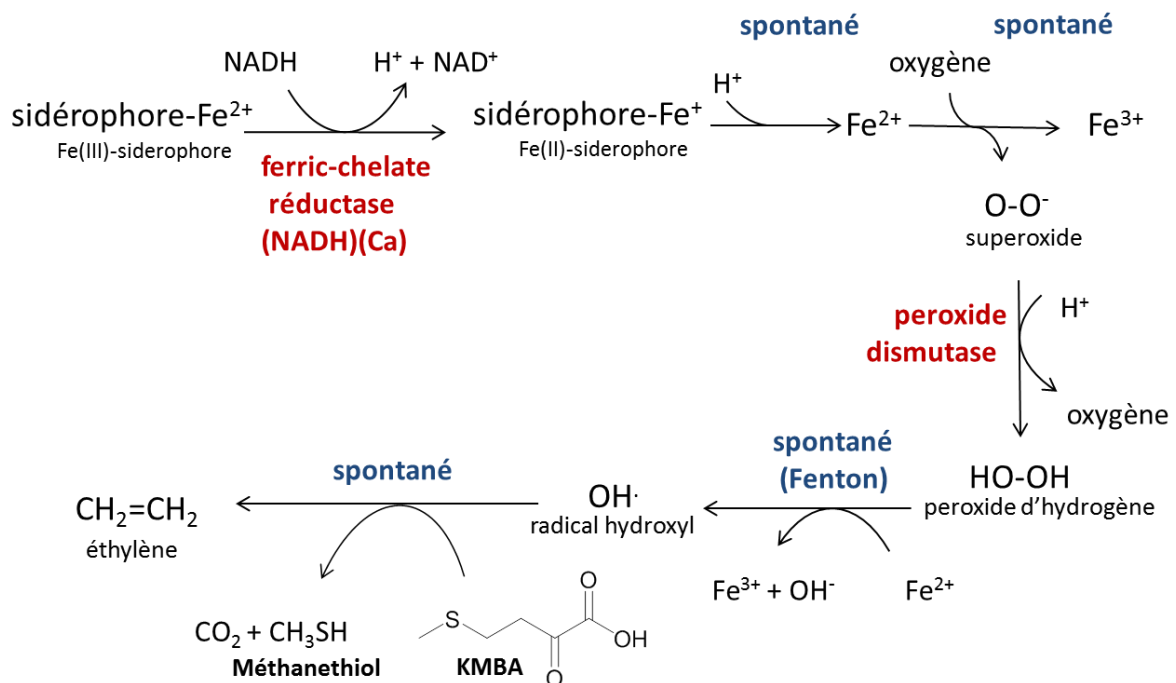 spontané spontané
NADH H⁺ + NAD⁺ H⁺ oxygène
sidérophore-Fe²⁺ sidérophore-Fe⁺ Fe²⁺ Fe³⁺
Fe(III)-siderophore Fe(II)-siderophore
ferric-chelate
réductase
(NADH)(Ca)
O-O⁻
superoxide
peroxide
dismutase
H⁺
oxygène
spontané
(Fenton)
HO-OH
peroxide d'hydrogène
Fe³⁺ + OH⁻ Fe²⁺
OH·
radical hydroxyl
spontané
CH₂=CH₂
éthylène
CO₂ + CH₃SH
Méthanethiol
S O OH O
KMBA